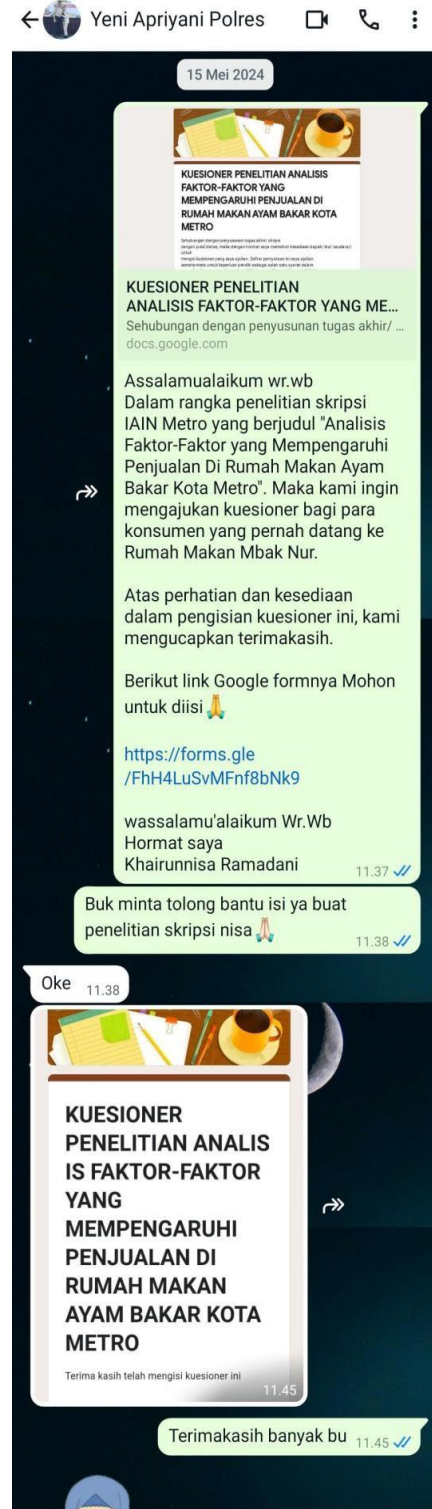 Yeni Apriyani Polres
15 Mei 2024
KUESIONER PENELITIAN ANALISIS
FAKTOR-FAKTOR YANG
MEMPENGARUHI PENJUALAN DI
RUMAH MAKAN AYAM BAKAR KOTA
METRO
Sehubungan dengan penyusunan tugas akhir/ skripsi
KUESIONER PENELITIAN
ANALISIS FAKTOR-FAKTOR YANG ME...
Sehubungan dengan penyusunan tugas akhir/ ...
docs.google.com
Assalamualaikum wr.wb
Dalam rangka penelitian skripsi
IAIN Metro yang berjudul "Analisis
Faktor-Faktor yang Mempengaruhi
Penjualan Di Rumah Makan Ayam
Bakar Kota Metro". Maka kami ingin
mengajukan kuesioner bagi para
konsumen yang pernah datang ke
Rumah Makan Mbak Nur.
Atas perhatian dan kesediaan
dalam pengisian kuesioner ini, kami
mengucapkan terimakasih.
Berikut link Google formnya Mohon
untuk diisi🙏
https://forms.gle
/FhH4LuSvMFnf8bNk9
wassalamu'alaikum Wr.Wb
Hormat saya
Khairunnisa Ramadani
11.37
Buk minta tolong bantu isi ya buat
penelitian skripsi nisa🙏🏻
11.38
Oke 11.38
KUESIONER
PENELITIAN ANALIS
IS FAKTOR-FAKTOR
YANG
MEMPENGARUHI
PENJUALAN DI
RUMAH MAKAN
AYAM BAKAR KOTA
METRO
Terima kasih telah mengisi kuesioner ini
11.45
Terimakasih banyak bu 11.45